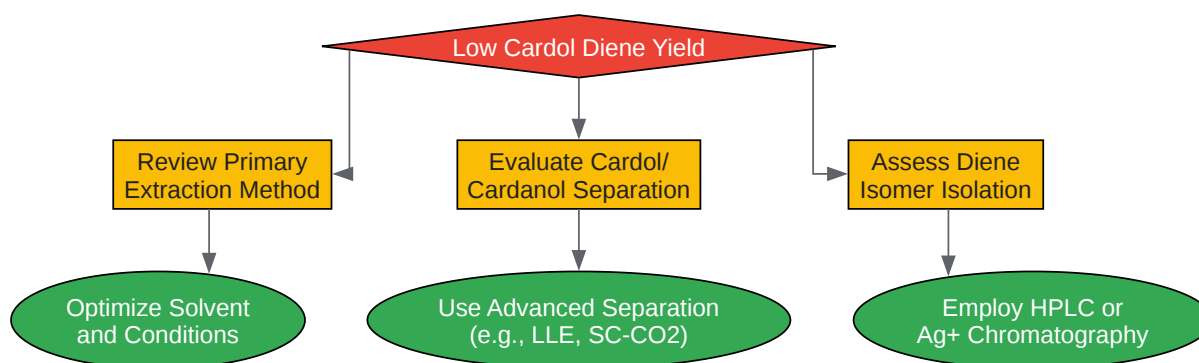 Low Cardol Diene Yield
Review Primary
Extraction Method
Evaluate Cardol/
Cardanol Separation
Assess Diene
Isomer Isolation
Optimize Solvent
and Conditions
Use Advanced Separation
(e.g., LLE, SC-CO2)
Employ HPLC or
Ag+ Chromatography